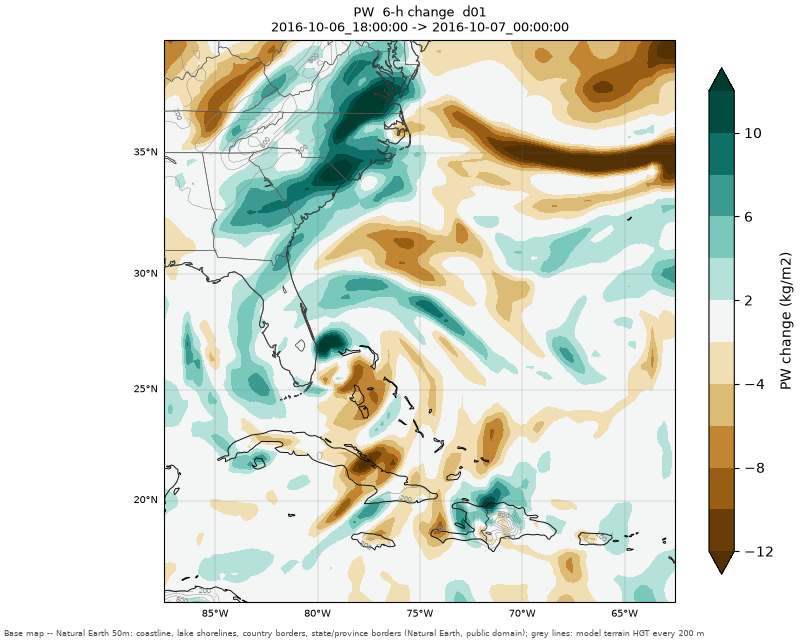 PW  6-h change  d01
2016-10-06_18:00:00 -> 2016-10-07_00:00:00
35°N
30°N
25°N
20°N
85°W
80°W
75°W
70°W
65°W
10
6
2
−4
−8
−12
PW change (kg/m2)
Base map -- Natural Earth 50m: coastline, lake shorelines, country borders, state/province borders (Natural Earth, public domain); grey lines: model terrain HGT every 200 m